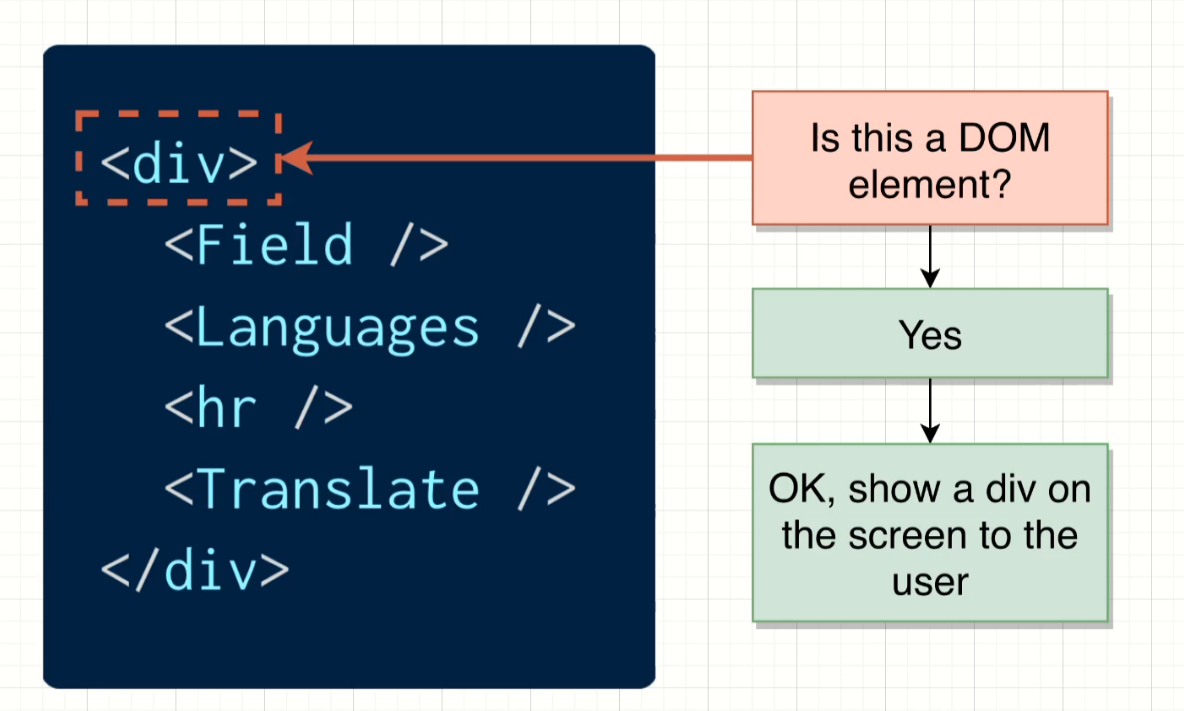 <div>
<Field />
<Languages />
<hr />
<Translate />
</div>
Is this a DOM
element?
Yes
OK, show a div on
the screen to the
user